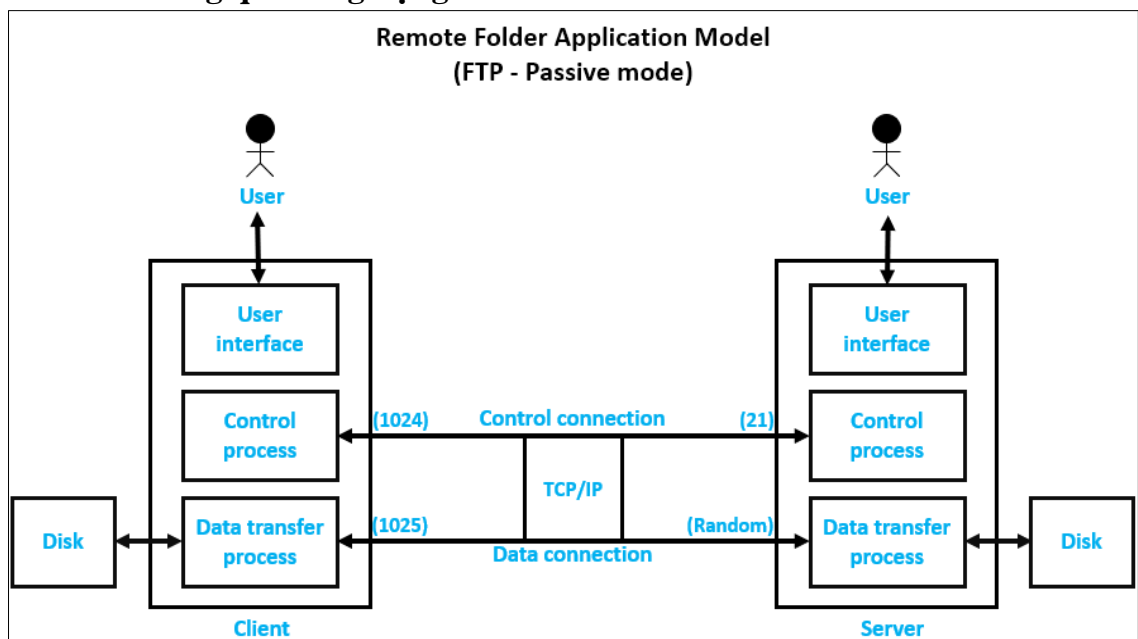 Remote Folder Application Model
(FTP - Passive mode)
User
User
User
interface
User
interface
Control
process
(1024)
Control connection
(21)
Control
process
TCP/IP
Disk
Data transfer
process
(1025)
Data connection
(Random)
Data transfer
process
Disk
Client
Server